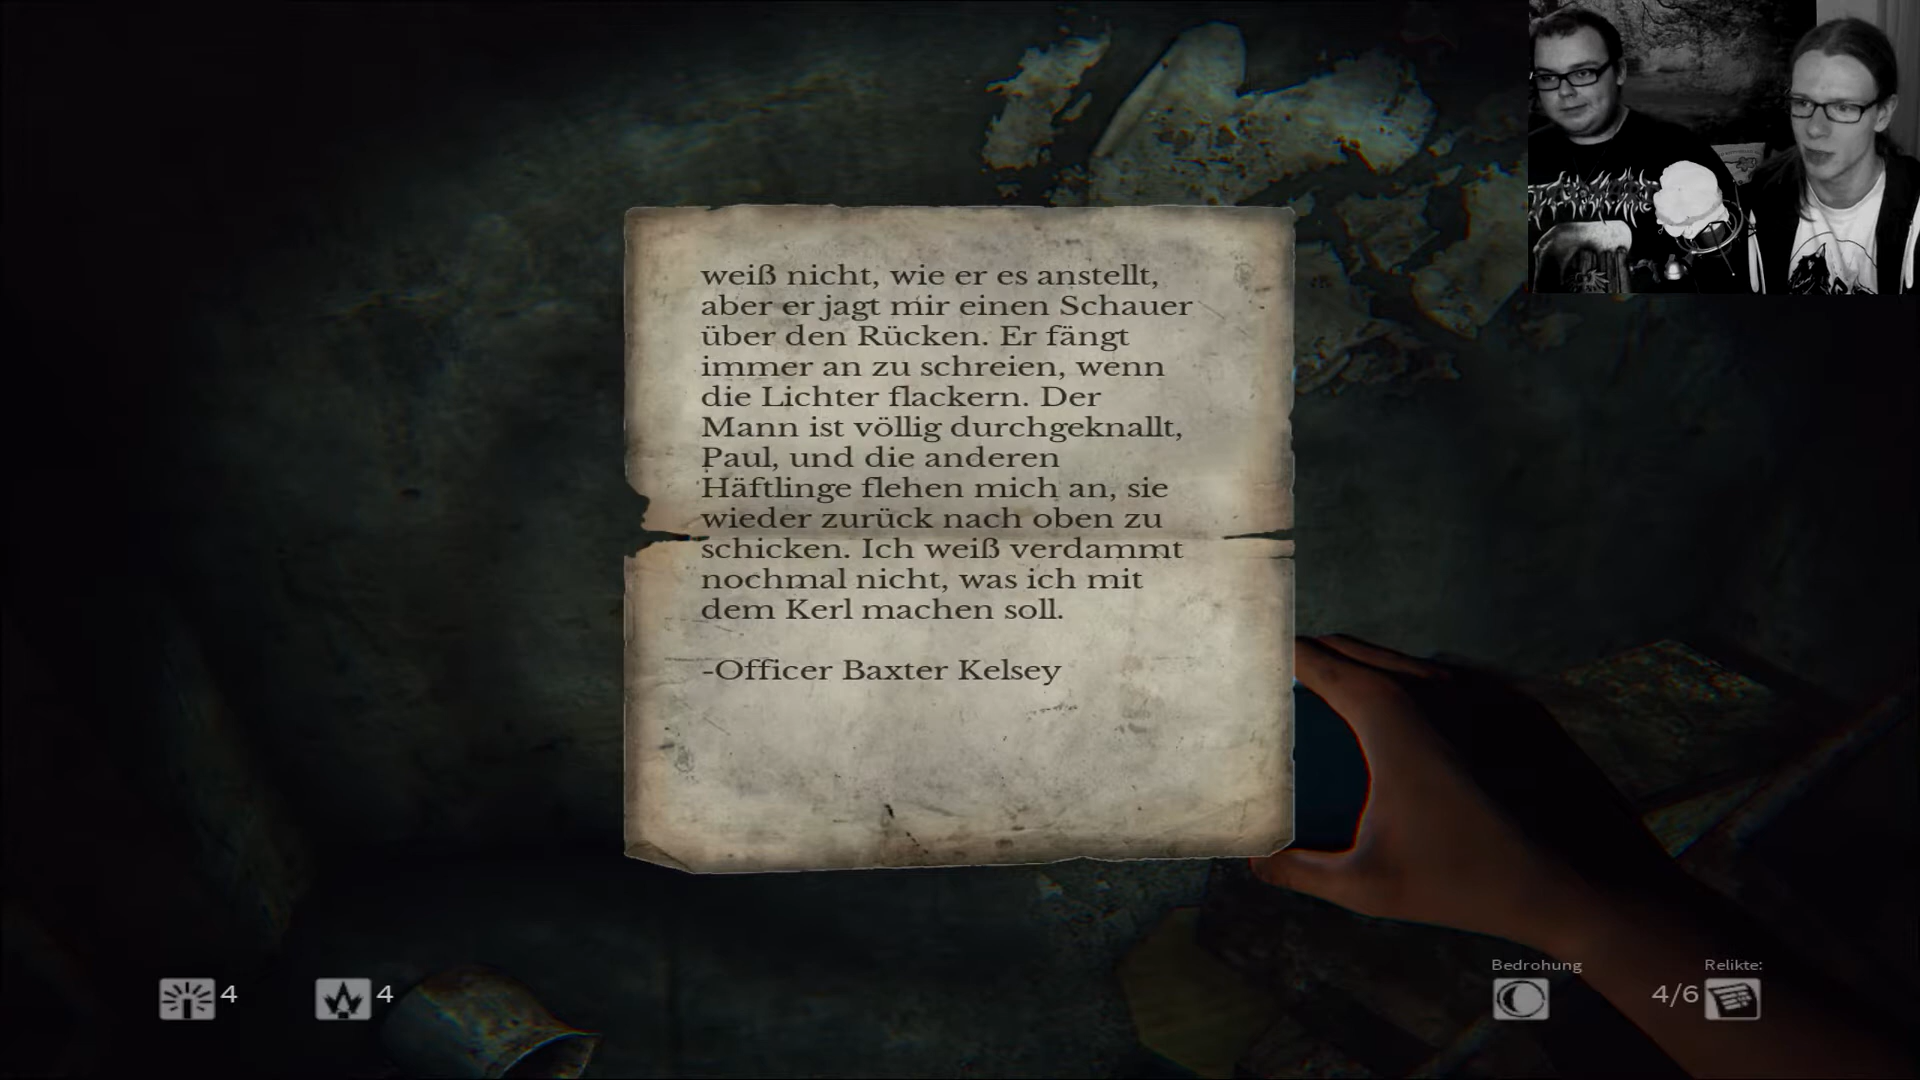 weiß nicht, wie er es anstellt,
aber er jagt mir einen Schauer
über den Rücken. Er fängt
immer an zu schreien, wenn
die Lichter flackern. Der
Mann ist völlig durchgeknallt,
Paul, und die anderen
Häftlinge flehen mich an, sie
wieder zurück nach oben zu
schicken. Ich weiß verdammt
nochmal nicht, was ich mit
dem Kerl machen soll.
-Officer Baxter Kelsey
4
4
Bedrohung
Relikte:
4/6